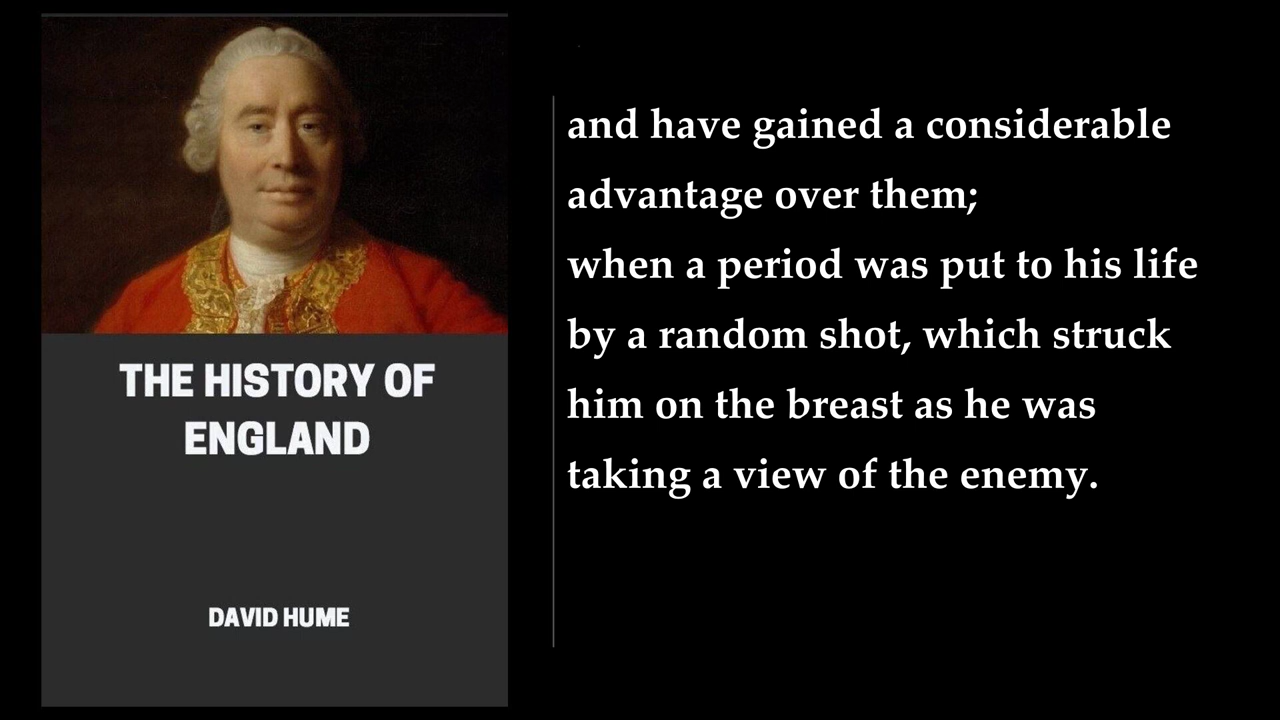 THE HISTORY OF
ENGLAND
DAVID HUME
and have gained a considerable
advantage over them;
when a period was put to his life
by a random shot, which struck
him on the breast as he was
taking a view of the enemy.